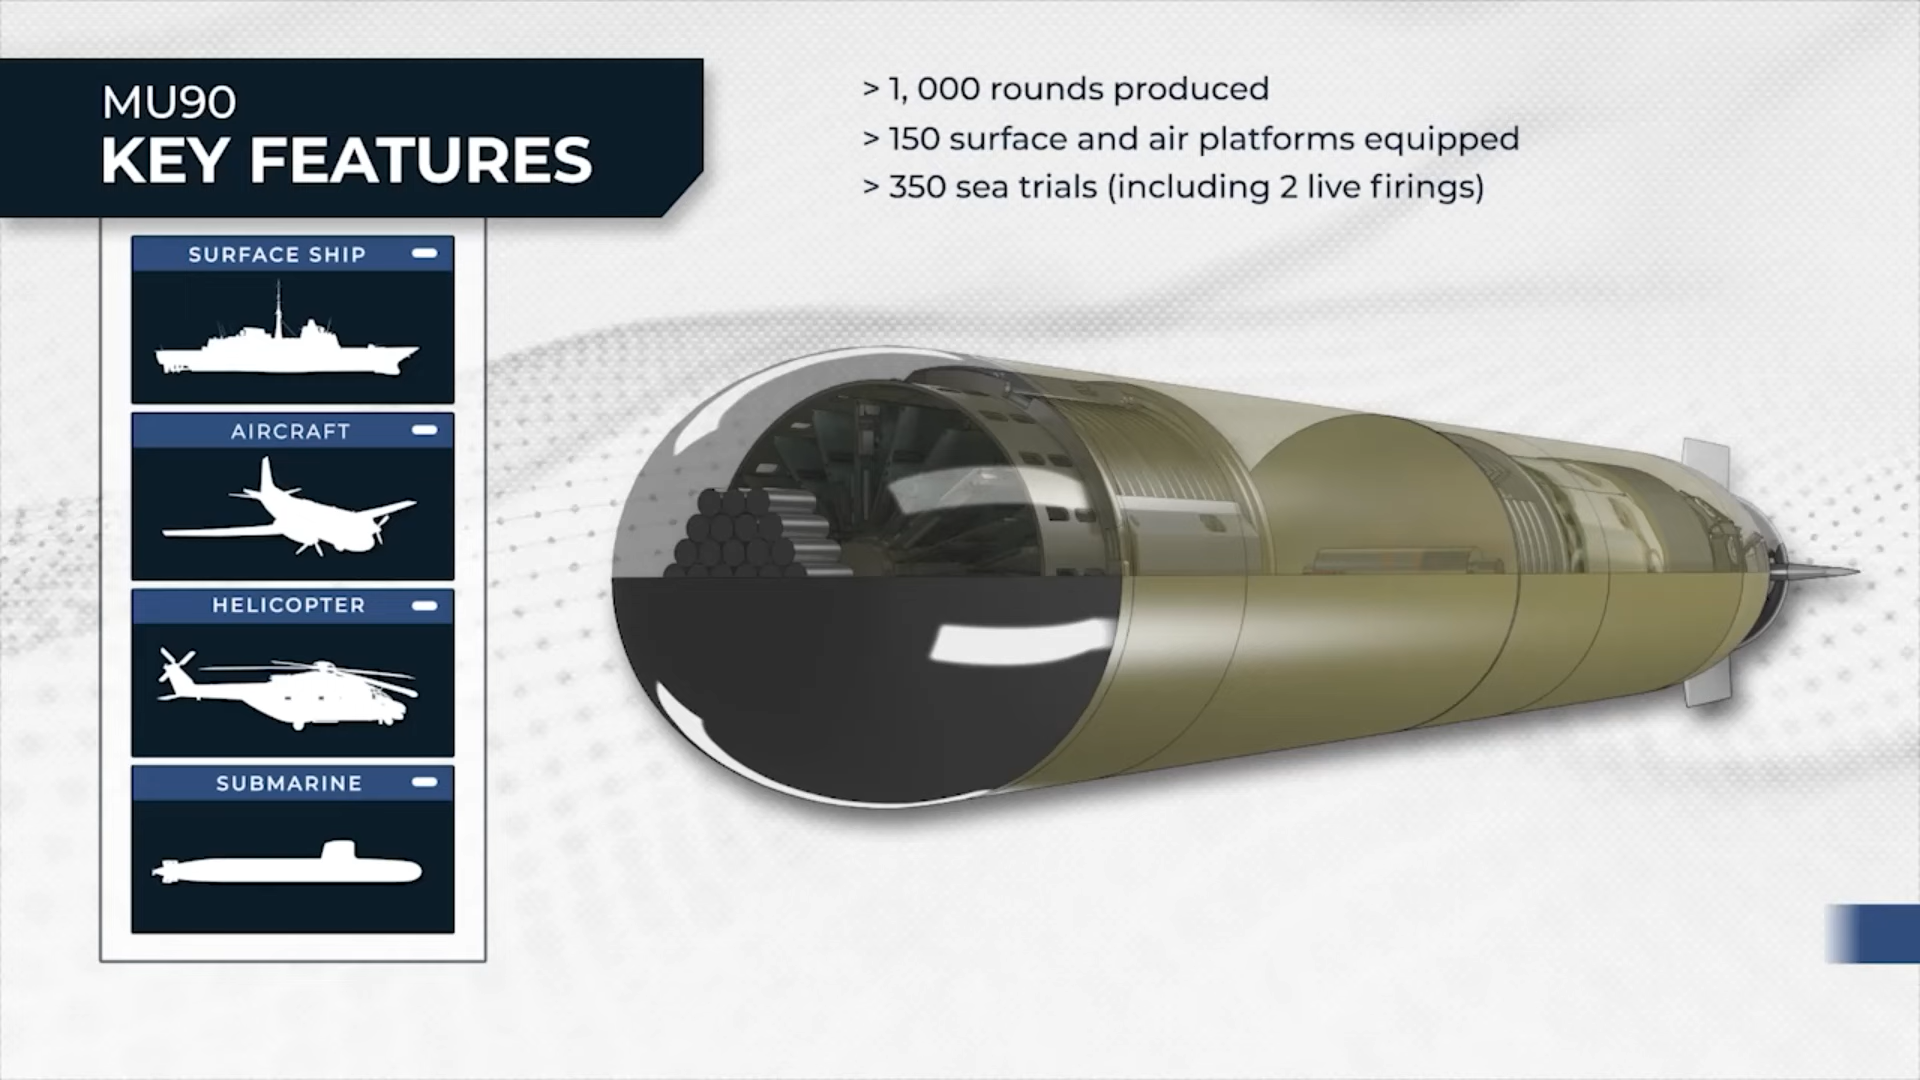 MU90
KEY FEATURES
> 1, 000 rounds produced
> 150 surface and air platforms equipped
> 350 sea trials (including 2 live firings)
SURFACE SHIP
AIRCRAFT
HELICOPTER
SUBMARINE